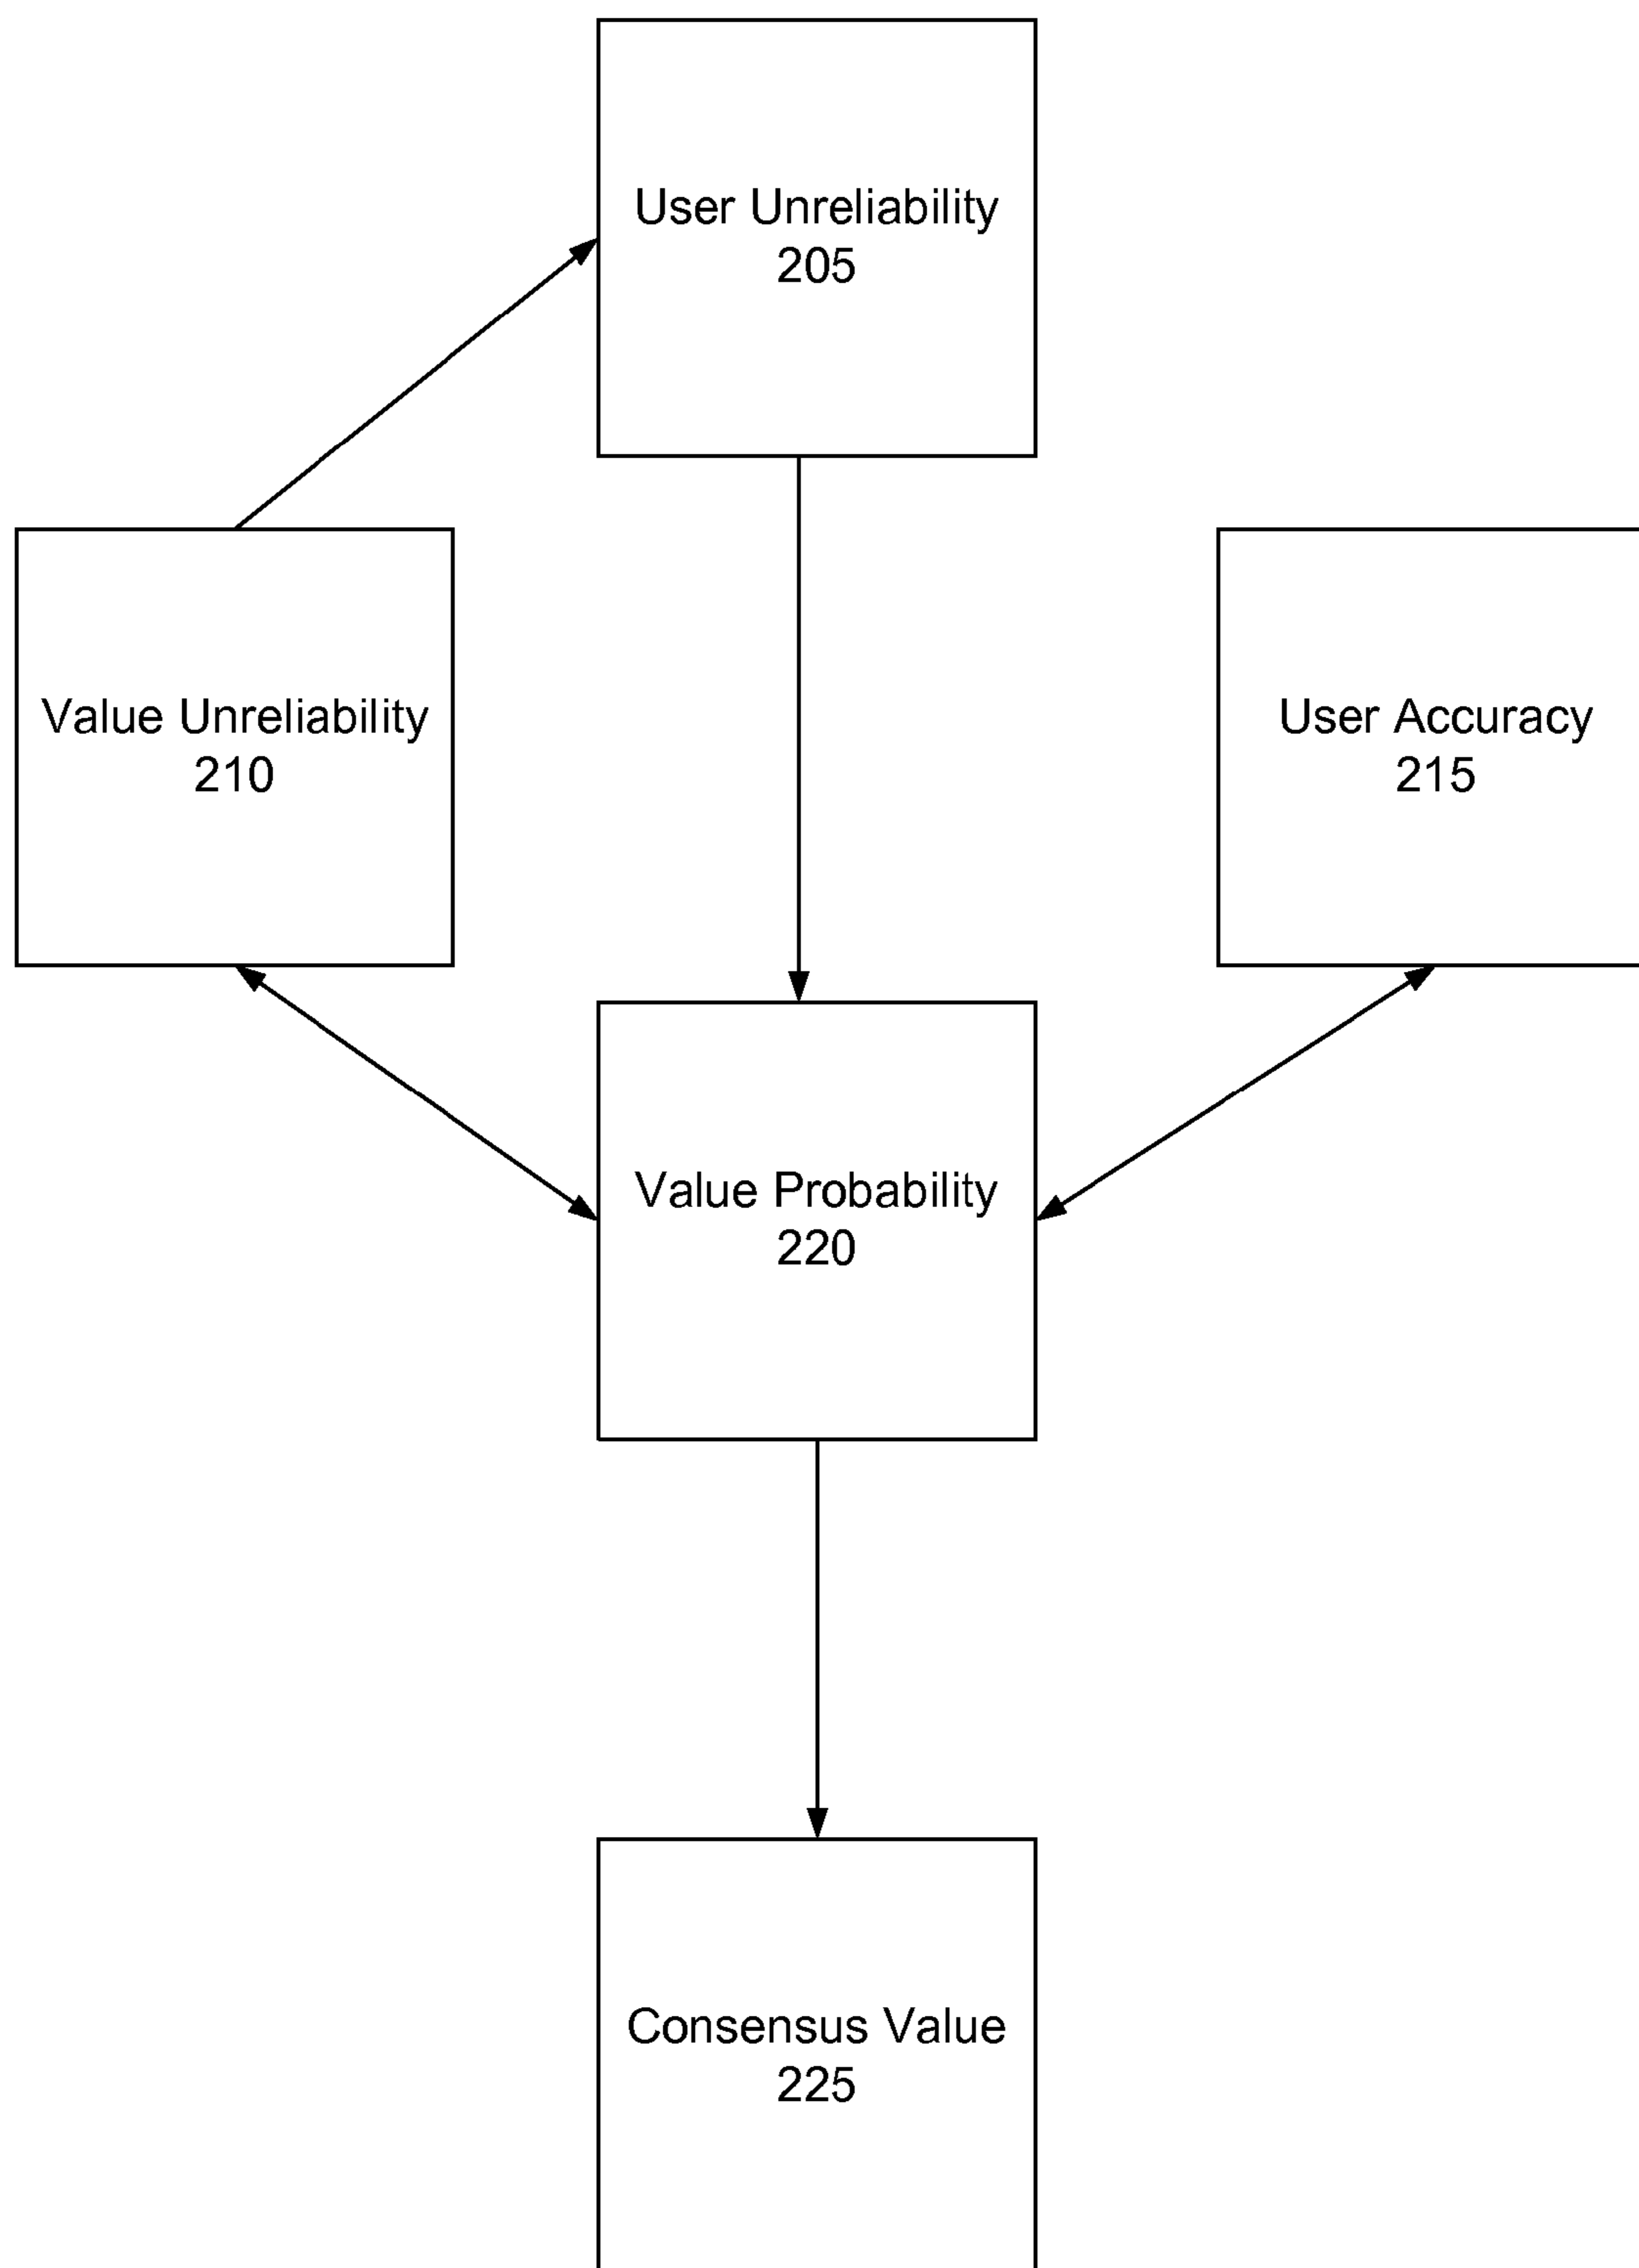 User Unreliability
205
Value Unreliability
210
User Accuracy
215
Value Probability
220
Consensus Value
225